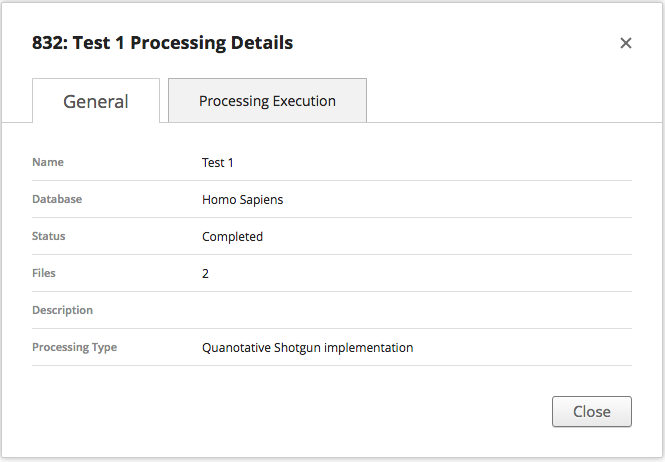 832: Test 1 Processing Details
General
Processing Execution
Name Test 1
Database Homo Sapiens
Status Completed
Files 2
Description
Processing Type Quanotative Shotgun implementation
Close